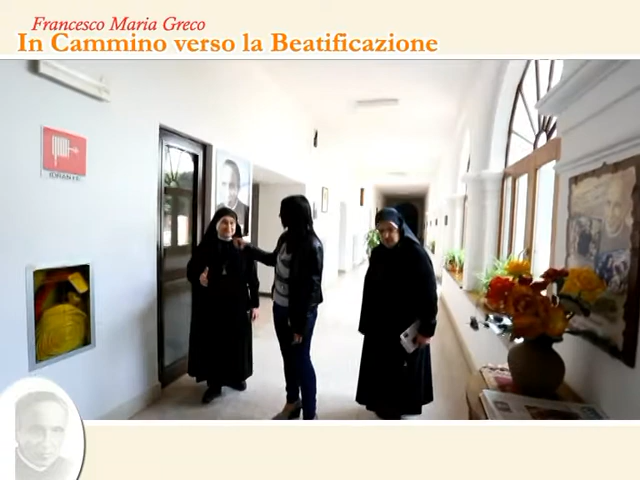 Francesco Maria Greco
In Cammino verso la Beatificazione
IDRANTE